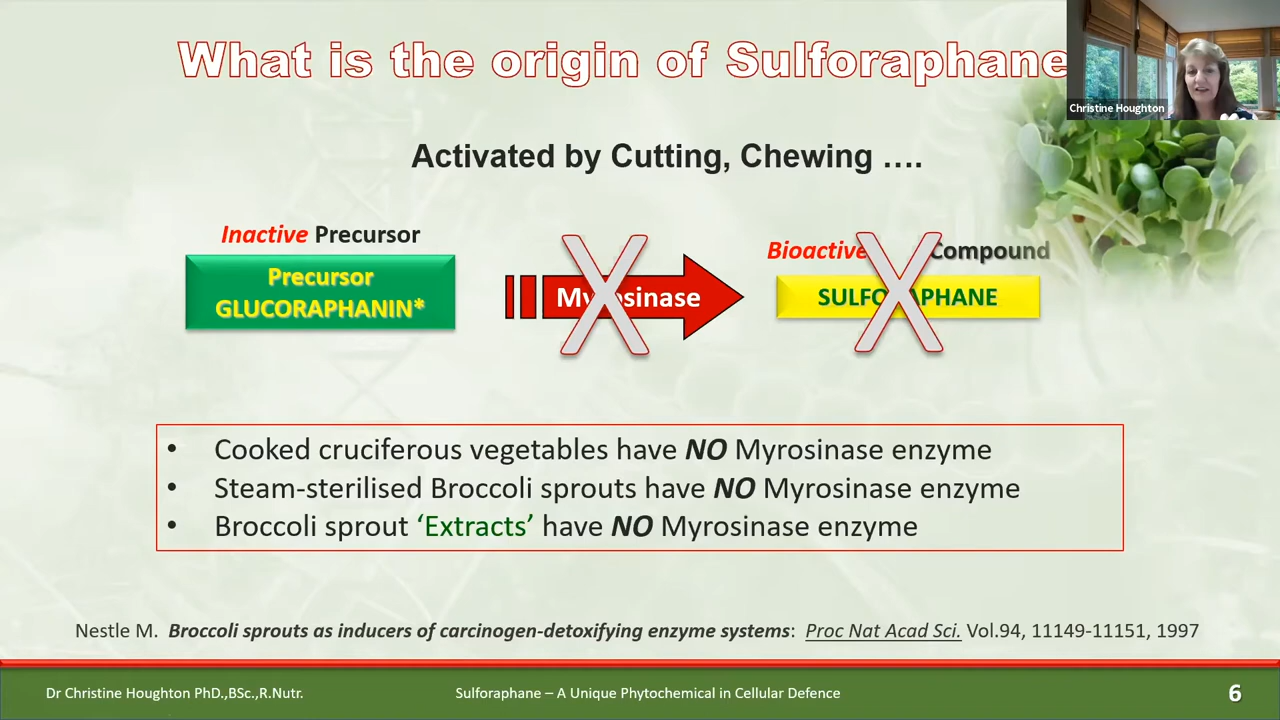 What is the origin of Sulforaphane
Christine Houghton
Activated by Cutting, Chewing ….
Inactive Precursor
Precursor
GLUCORAPHANIN*
Myrosinase
Bioactive Compound
SULFORAPHANE
• Cooked cruciferous vegetables have NO Myrosinase enzyme
• Steam-sterilised Broccoli sprouts have NO Myrosinase enzyme
• Broccoli sprout ‘Extracts’ have NO Myrosinase enzyme
Nestle M. Broccoli sprouts as inducers of carcinogen-detoxifying enzyme systems: Proc Nat Acad Sci. Vol.94, 11149-11151, 1997
Dr Christine Houghton PhD.,BSc.,R.Nutr.
Sulforaphane – A Unique Phytochemical in Cellular Defence
6